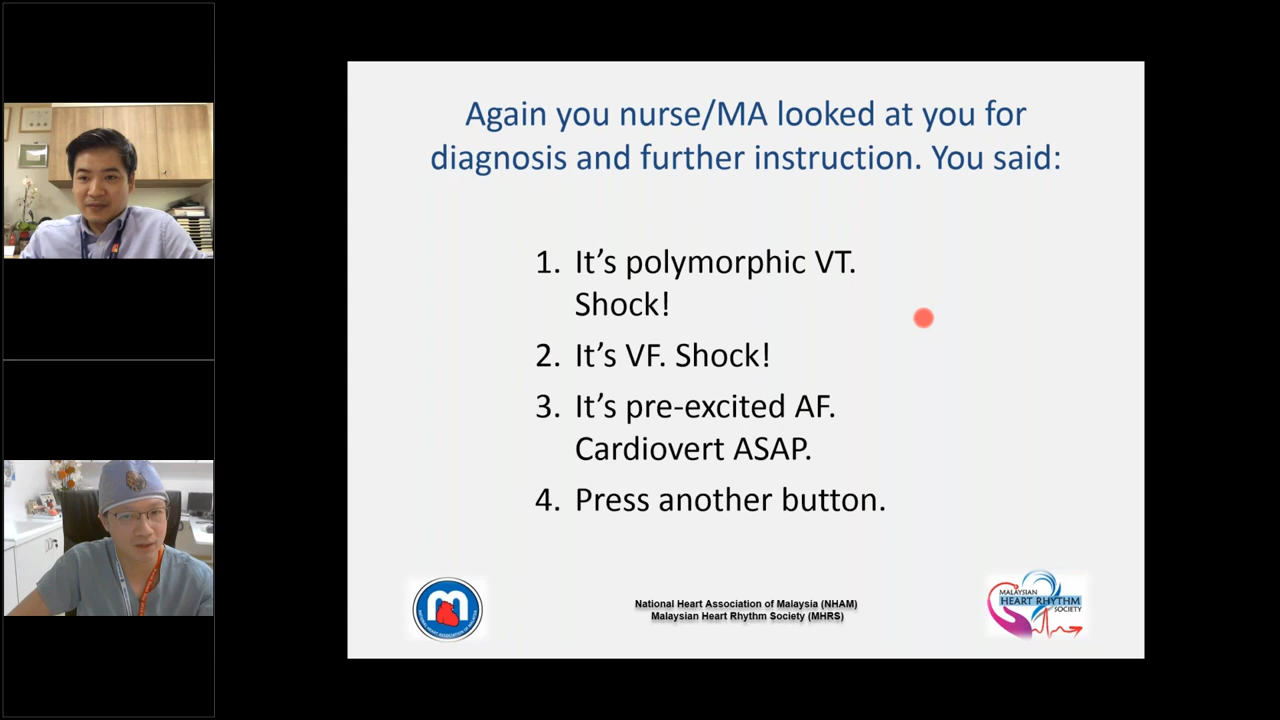 Again you nurse/MA looked at you for
diagnosis and further instruction. You said:
1. It’s polymorphic VT.
Shock!
2. It’s VF. Shock!
3. It’s pre-excited AF.
Cardiovert ASAP.
4. Press another button.
National Heart Association of Malaysia (NHAM)
Malaysian Heart Rhythm Society (MHRS)
MALAYSIAN
HEART RHYTHM
SOCIETY